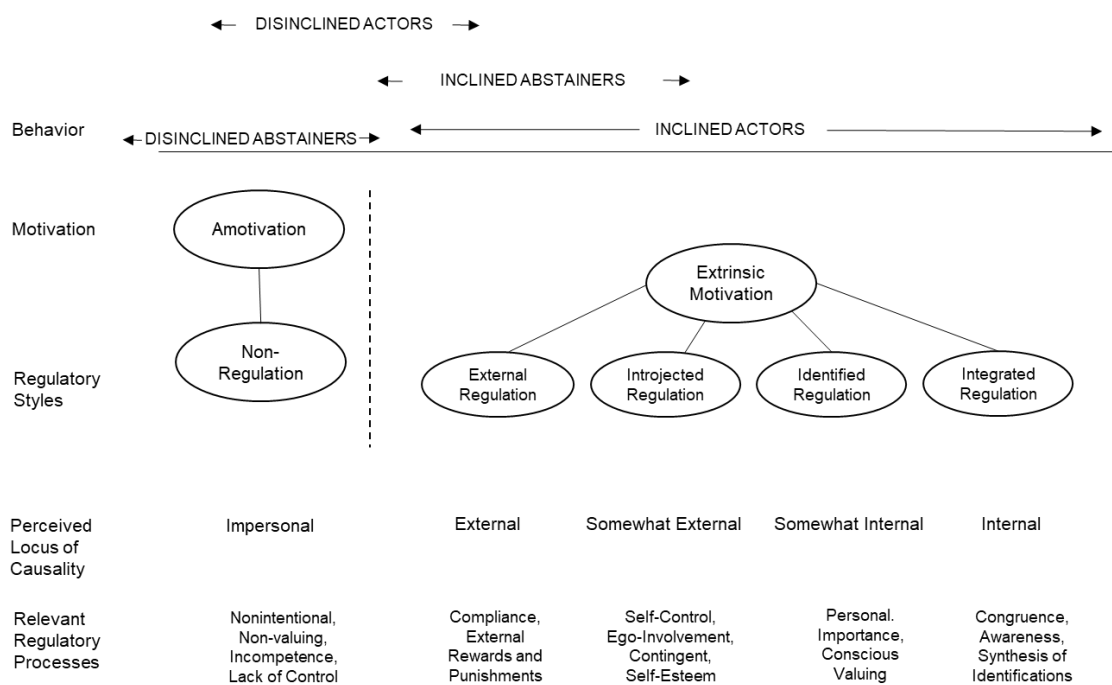 DISINCLINED ACTORS
INCLINED ABSTAINERS
Behavior
DISINCLINED ABSTAINERS
INCLINED ACTORS
Motivation
Amotivation
Extrinsic
Motivation
Regulatory
Styles
Non-
Regulation
External
Regulation
Introjected
Regulation
Identified
Regulation
Integrated
Regulation
Perceived
Locus of
Causality
Impersonal
External
Somewhat External
Somewhat Internal
Internal
Relevant
Regulatory
Processes
Nonintentional,
Non-valuing,
Incompetence,
Lack of Control
Compliance,
External
Rewards and
Punishments
Self-Control,
Ego-Involvement,
Contingent,
Self-Esteem
Personal.
Importance,
Conscious
Valuing
Congruence,
Awareness,
Synthesis of
Identifications